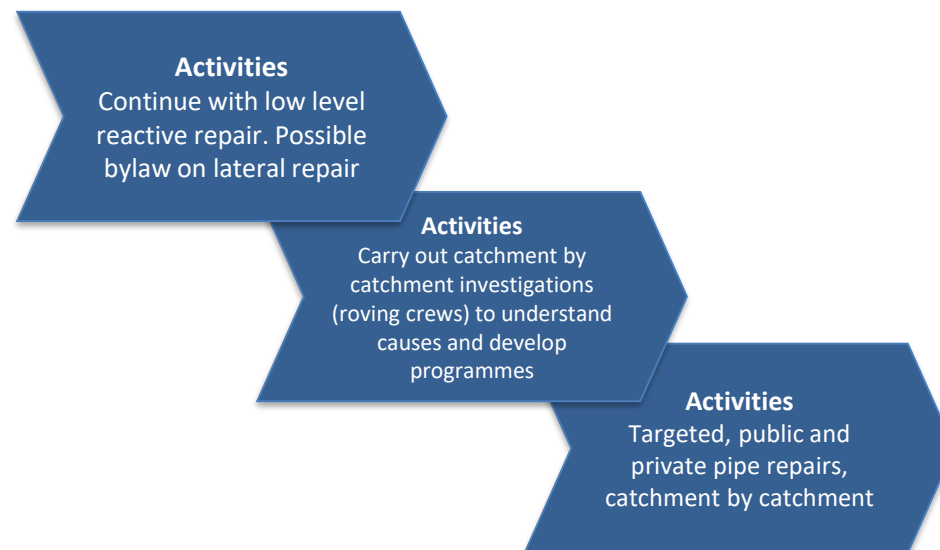 Activities
Continue with low level
reactive repair. Possible
bylaw on lateral repair
Activities
Carry out catchment by
catchment investigations
(roving crews) to understand
causes and develop
programmes
Activities
Targeted, public and
private pipe repairs,
catchment by catchment